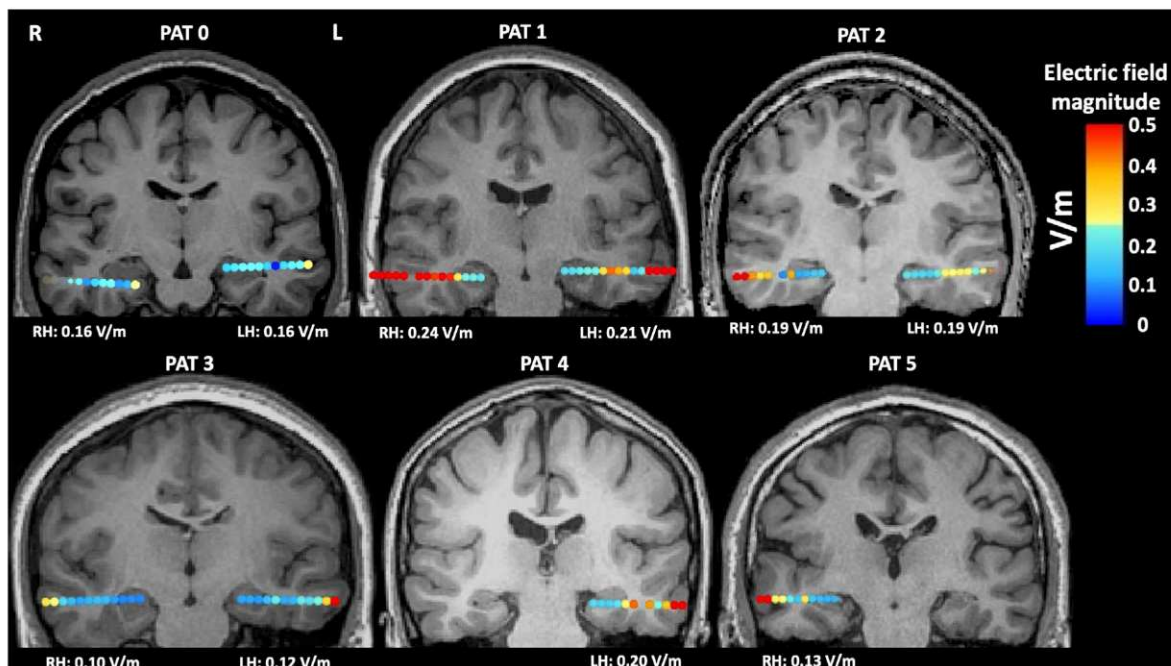 R
PAT 0
L
PAT 1
PAT 2
Electric field
magnitude
0.5
0.4
0.3
0.2
0.1
0
V/m
RH: 0.16 V/m
LH: 0.16 V/m
RH: 0.24 V/m
LH: 0.21 V/m
RH: 0.19 V/m
LH: 0.19 V/m
PAT 3
PAT 4
PAT 5
RH: 0.10 V/m
LH: 0.12 V/m
LH: 0.20 V/m
RH: 0.13 V/m